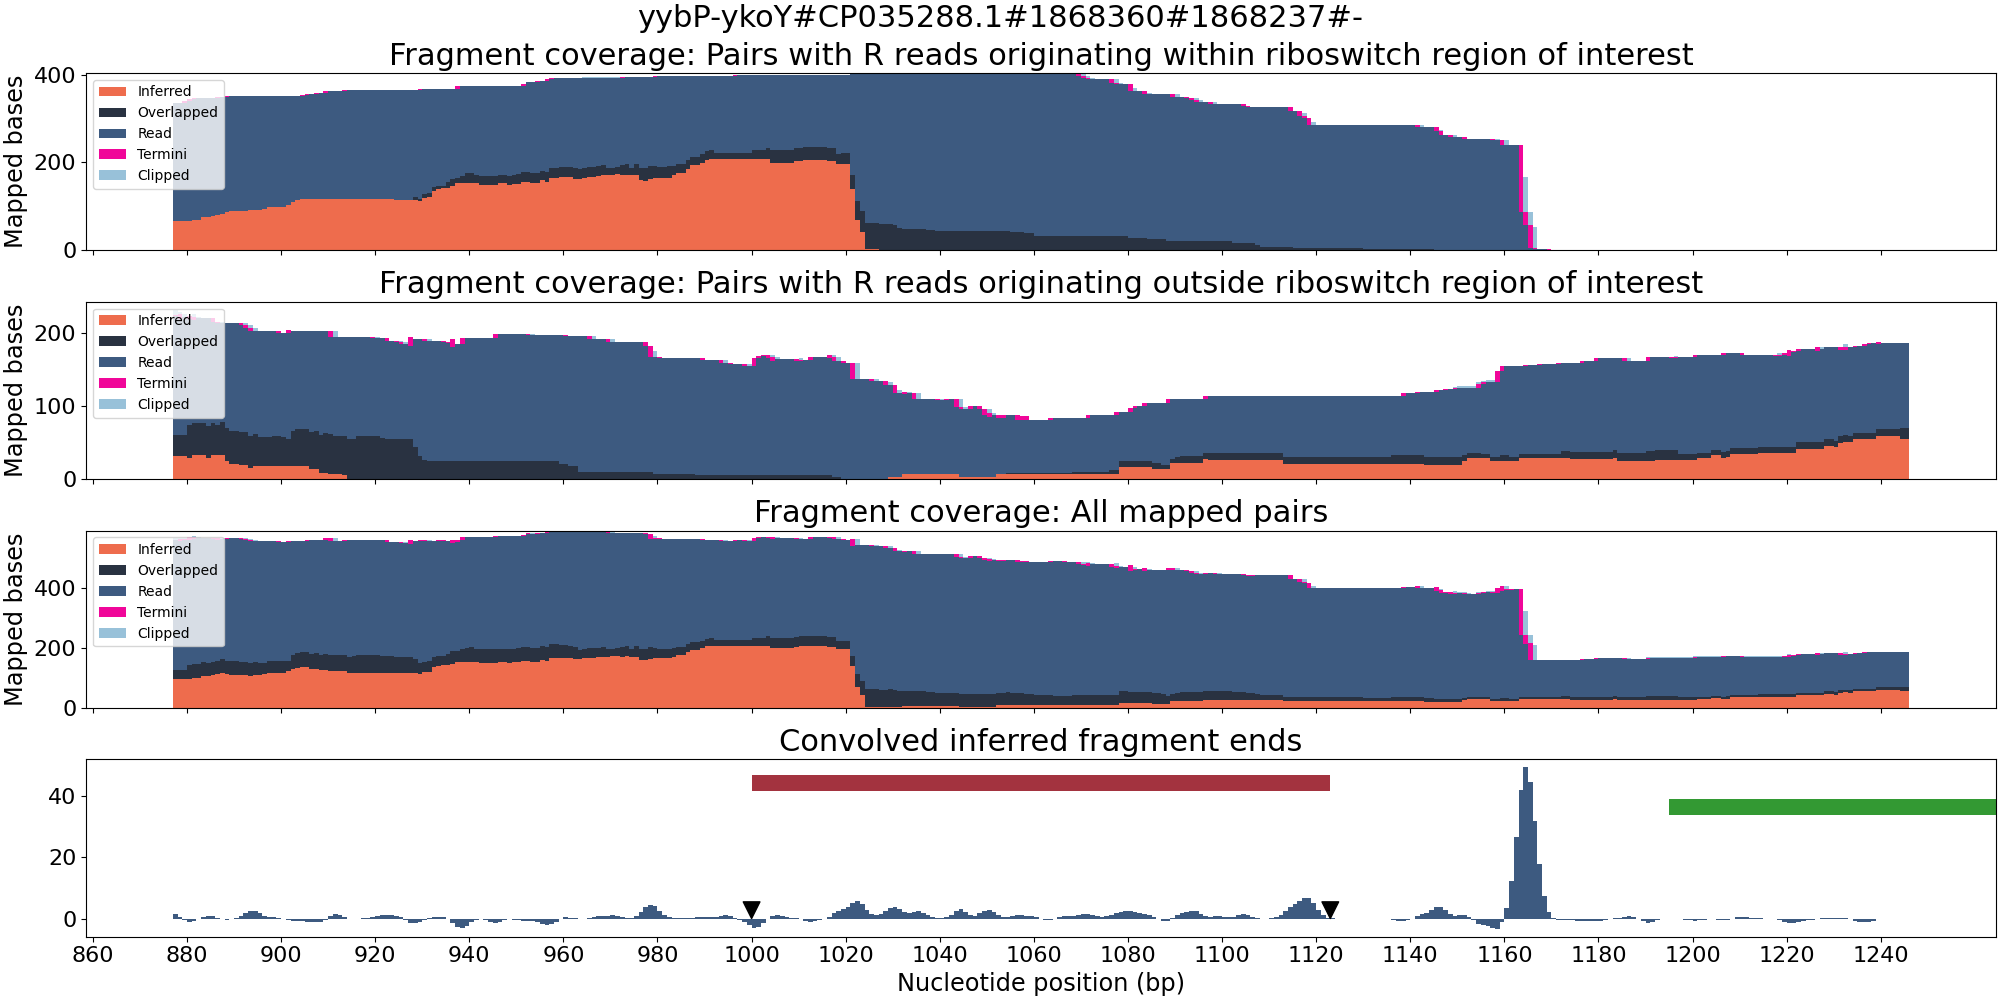 yybP-ykoY#CP035288.1#1868360#1868237#-
Fragment coverage: Pairs with R reads originating within riboswitch region of interest
Mapped bases
400
200
0
Inferred
Overlapped
Read
Termini
Clipped
Fragment coverage: Pairs with R reads originating outside riboswitch region of interest
Mapped bases
200
100
0
Inferred
Overlapped
Read
Termini
Clipped
Fragment coverage: All mapped pairs
Mapped bases
400
200
0
Inferred
Overlapped
Read
Termini
Clipped
Convolved inferred fragment ends
40
20
0
860 880 900 920 940 960 980 1000 1020 1040 1060 1080 1100 1120 1140 1160 1180 1200 1220 1240
Nucleotide position (bp)